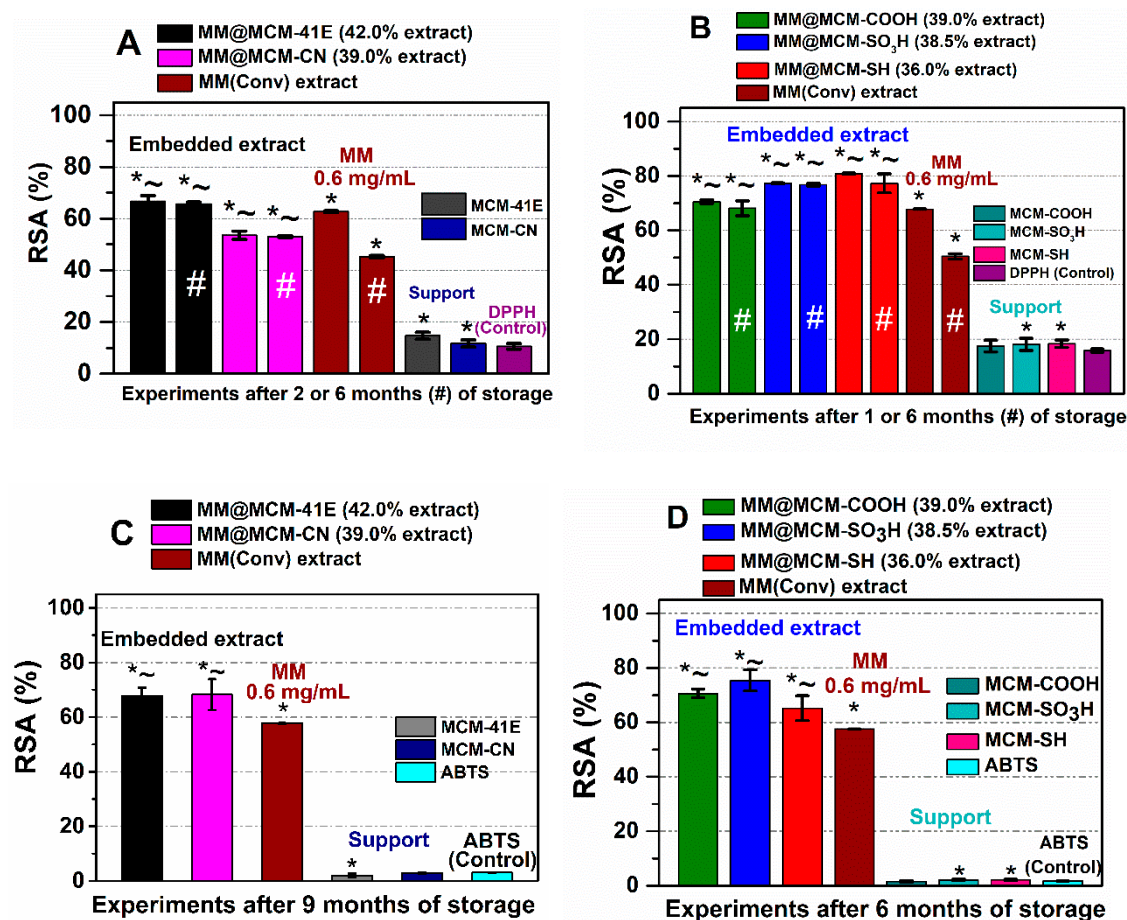 A
MM@MCM-41E (42.0% extract)
MM@MCM-CN (39.0% extract)
MM(Conv) extract
RSA (%)
100
80
60
40
20
0
Embedded extract
MM
0.6 mg/mL
*~ *~ *~ *~ * *
# # #
MCM-41E
MCM-CN
Support
DPPH
(Control)
* *
Experiments after 2 or 6 months (#) of storage
B
MM@MCM-COOH (39.0% extract)
MM@MCM-SO3H (38.5% extract)
MM@MCM-SH (36.0% extract)
MM(Conv) extract
RSA (%)
100
80
60
40
20
0
Embedded extract
MM
0.6 mg/mL
*~ *~ *~ *~ *~ *~ * *
# # # #
MCM-COOH
MCM-SO3H
MCM-SH
DPPH (Control)
Support
* *
Experiments after 1 or 6 months (#) of storage
C
MM@MCM-41E (42.0% extract)
MM@MCM-CN (39.0% extract)
MM(Conv) extract
RSA (%)
100
80
60
40
20
0
Embedded extract
MM
0.6 mg/mL
*~ *~ *
MCM-41E
MCM-CN
ABTS
Support
ABTS
(Control)
*
Experiments after 9 months of storage
D
MM@MCM-COOH (39.0% extract)
MM@MCM-SO3H (38.5% extract)
MM@MCM-SH (36.0% extract)
MM(Conv) extract
RSA (%)
100
80
60
40
20
0
Embedded extract
MM
0.6 mg/mL
*~ *~ *~ *
MCM-COOH
MCM-SO3H
MCM-SH
ABTS
Support
ABTS
(Control)
* *
Experiments after 6 months of storage